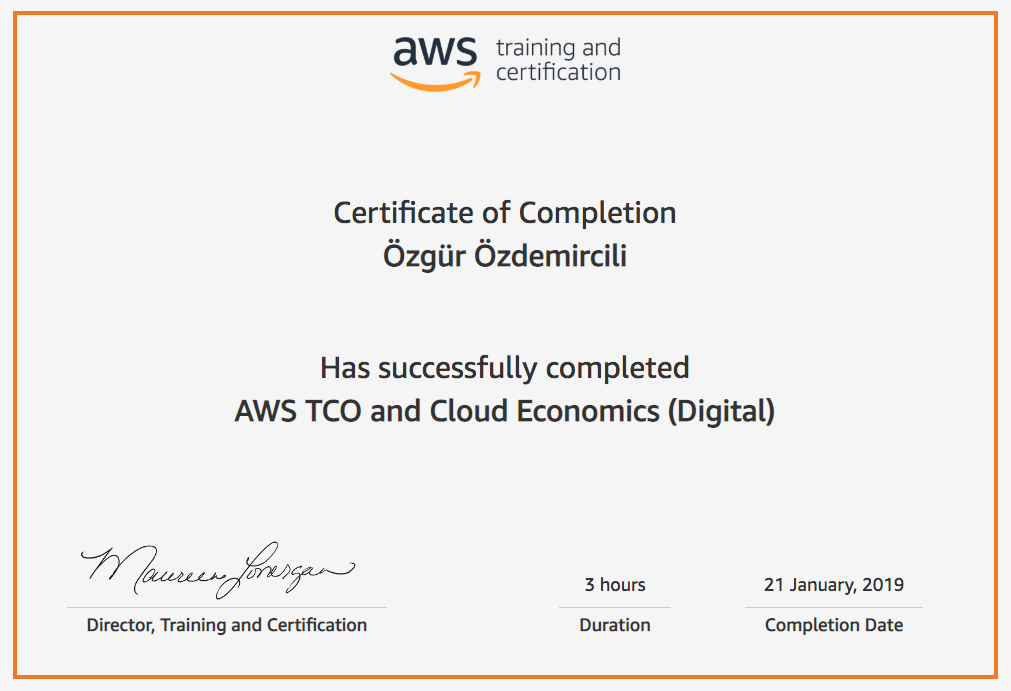 aws training and
certification
Certificate of Completion
Özgür Özdemircili
Has successfully completed
AWS TCO and Cloud Economics (Digital)
Maureen Lonergan
3 hours
21 January, 2019
Director, Training and Certification
Duration
Completion Date